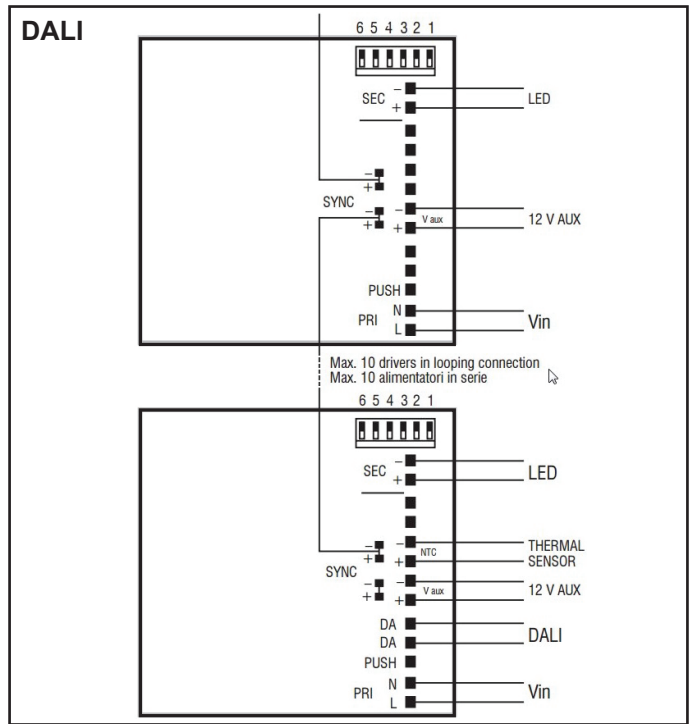 DALI
6 5 4 3 2 1
SEC
−
+
LED
SYNC
−
+
−
+
−
+
V aux
12 V AUX
PUSH
PRI
N
L
Vin
Max. 10 drivers in looping connection
Max. 10 alimentatori in serie
6 5 4 3 2 1
SEC
−
+
LED
SYNC
−
+
−
+
−
+
NTC
THERMAL
SENSOR
−
+
V aux
12 V AUX
DA
DA
DALI
PUSH
PRI
N
L
Vin